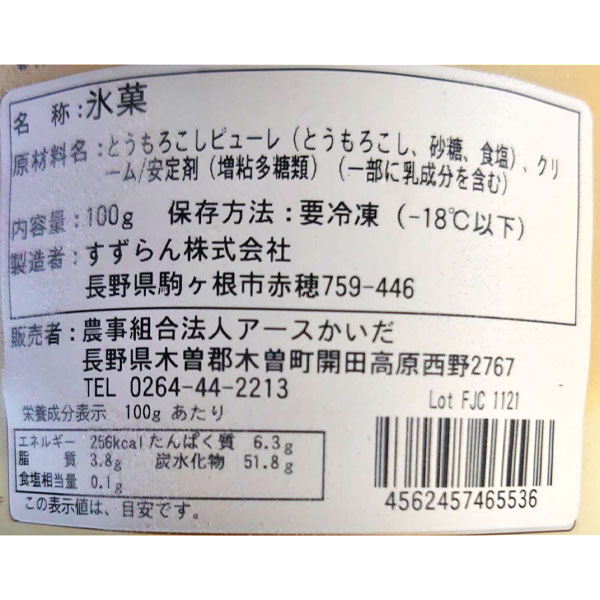 名 称:氷菓
原材料名:とうもろこしピューレ(とうもろこし、砂糖、食塩)、クリ
ーム/安定剤(増粘多糖類)(一部に乳成分を含む)
内容量:100g 保存方法:要冷凍(-18℃以下)
製造者:すずらん株式会社
長野県駒ヶ根市赤穂759-446
販売者:農事組合法人アースかいだ
長野県木曽郡木曽町開田高原西野2767
TEL 0264-44-2213
Lot FJC 1121
栄養成分表示 100g あたり
エネルギー 256kcal たんぱく質 6.3g
脂 質 3.8g 炭水化物 51.8g
食塩相当量 0.1g
この表示値は、目安です。
4562457465536